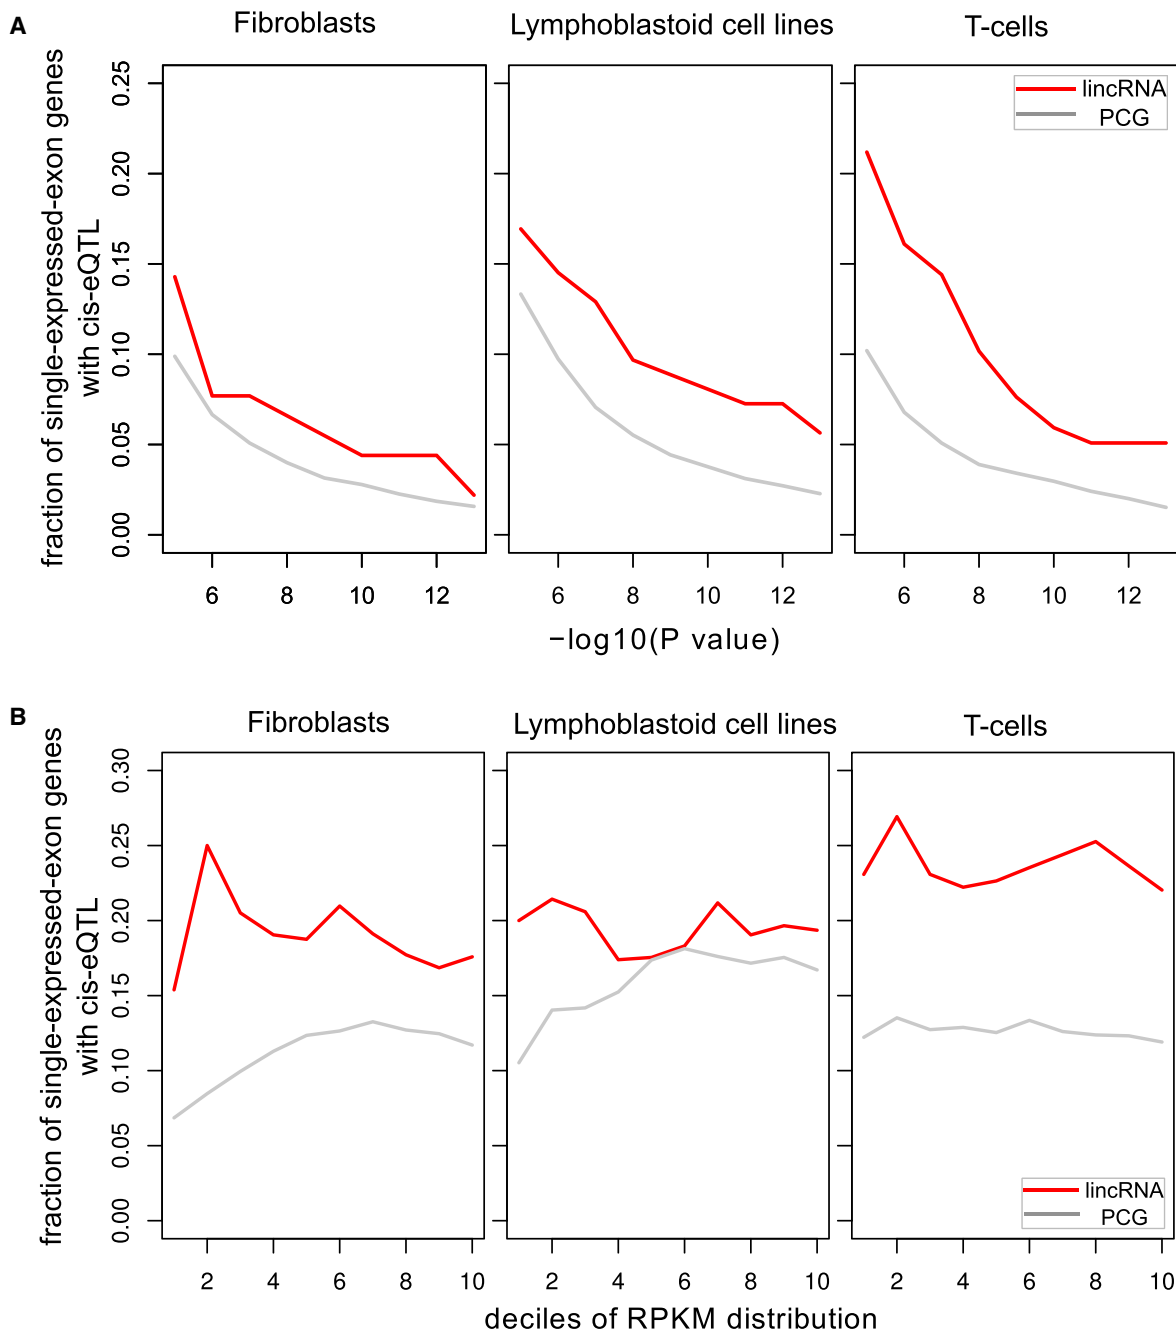 A
Fibroblasts
Lymphoblastoid cell lines
T-cells
fraction of single-expressed-exon genes
with cis-eQTL
0.25
0.20
0.15
0.10
0.05
0.00
lincRNA
PCG
6 8 10 12
6 8 10 12
6 8 10 12
−log10(P value)
B
Fibroblasts
Lymphoblastoid cell lines
T-cells
fraction of single-expressed-exon genes
with cis-eQTL
0.30
0.25
0.20
0.15
0.10
0.05
0.00
lincRNA
PCG
2 4 6 8 10
2 4 6 8 10
2 4 6 8 10
deciles of RPKM distribution